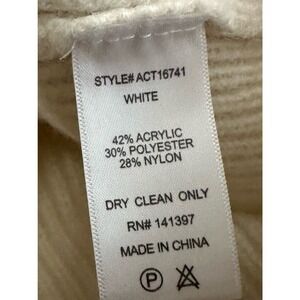 STYLE# ACT16741
WHITE
42% ACRYLIC
30% POLYESTER
28% NYLON
DRY CLEAN ONLY
RN# 141397
MADE IN CHINA
P